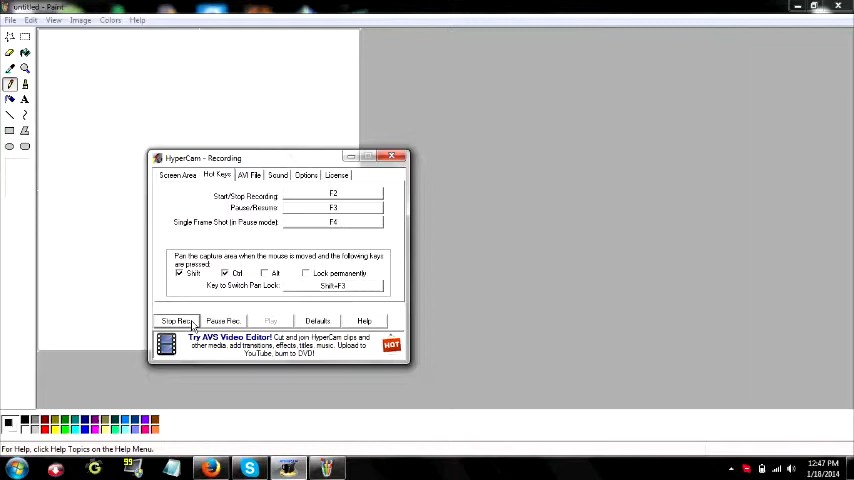 untitled - Paint
File Edit View Image Colors Help
HyperCam - Recording
Screen Area Hot Keys AVI File Sound Options License
Start/Stop Recording: F2
Pause/Resume: F3
Single Frame Shot (in Pause mode): F4
Pan the capture area when the mouse is moved and the following keys
are pressed:
Shift Ctrl Alt Lock permanently
Key to Switch Pan Lock: Shift+F3
Stop Rec. Pause Rec. Play Defaults Help
Try AVS Video Editor! Cut and join HyperCam clips and
other media, add transitions, effects, titles, music. Upload to
YouTube, burn to DVD!
HOT
For Help, click Help Topics on the Help Menu.
99
12:47 PM
1/18/2014